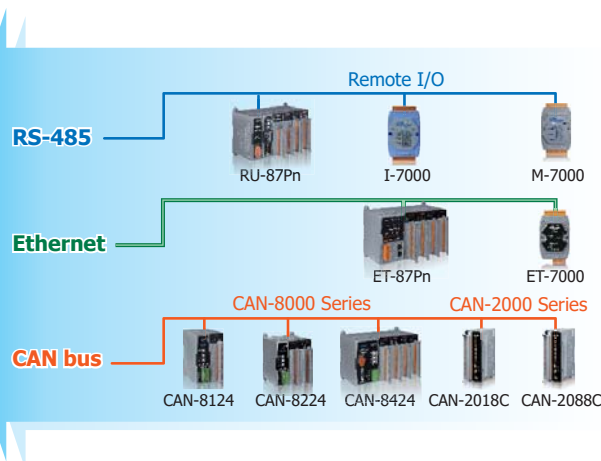 Remote I/O
RS-485
RU-87Pn I-7000 M-7000
Ethernet
ET-87Pn ET-7000
CAN-8000 Series CAN-2000 Series
CAN bus
CAN-8124 CAN-8224 CAN-8424 CAN-2018C CAN-2088C